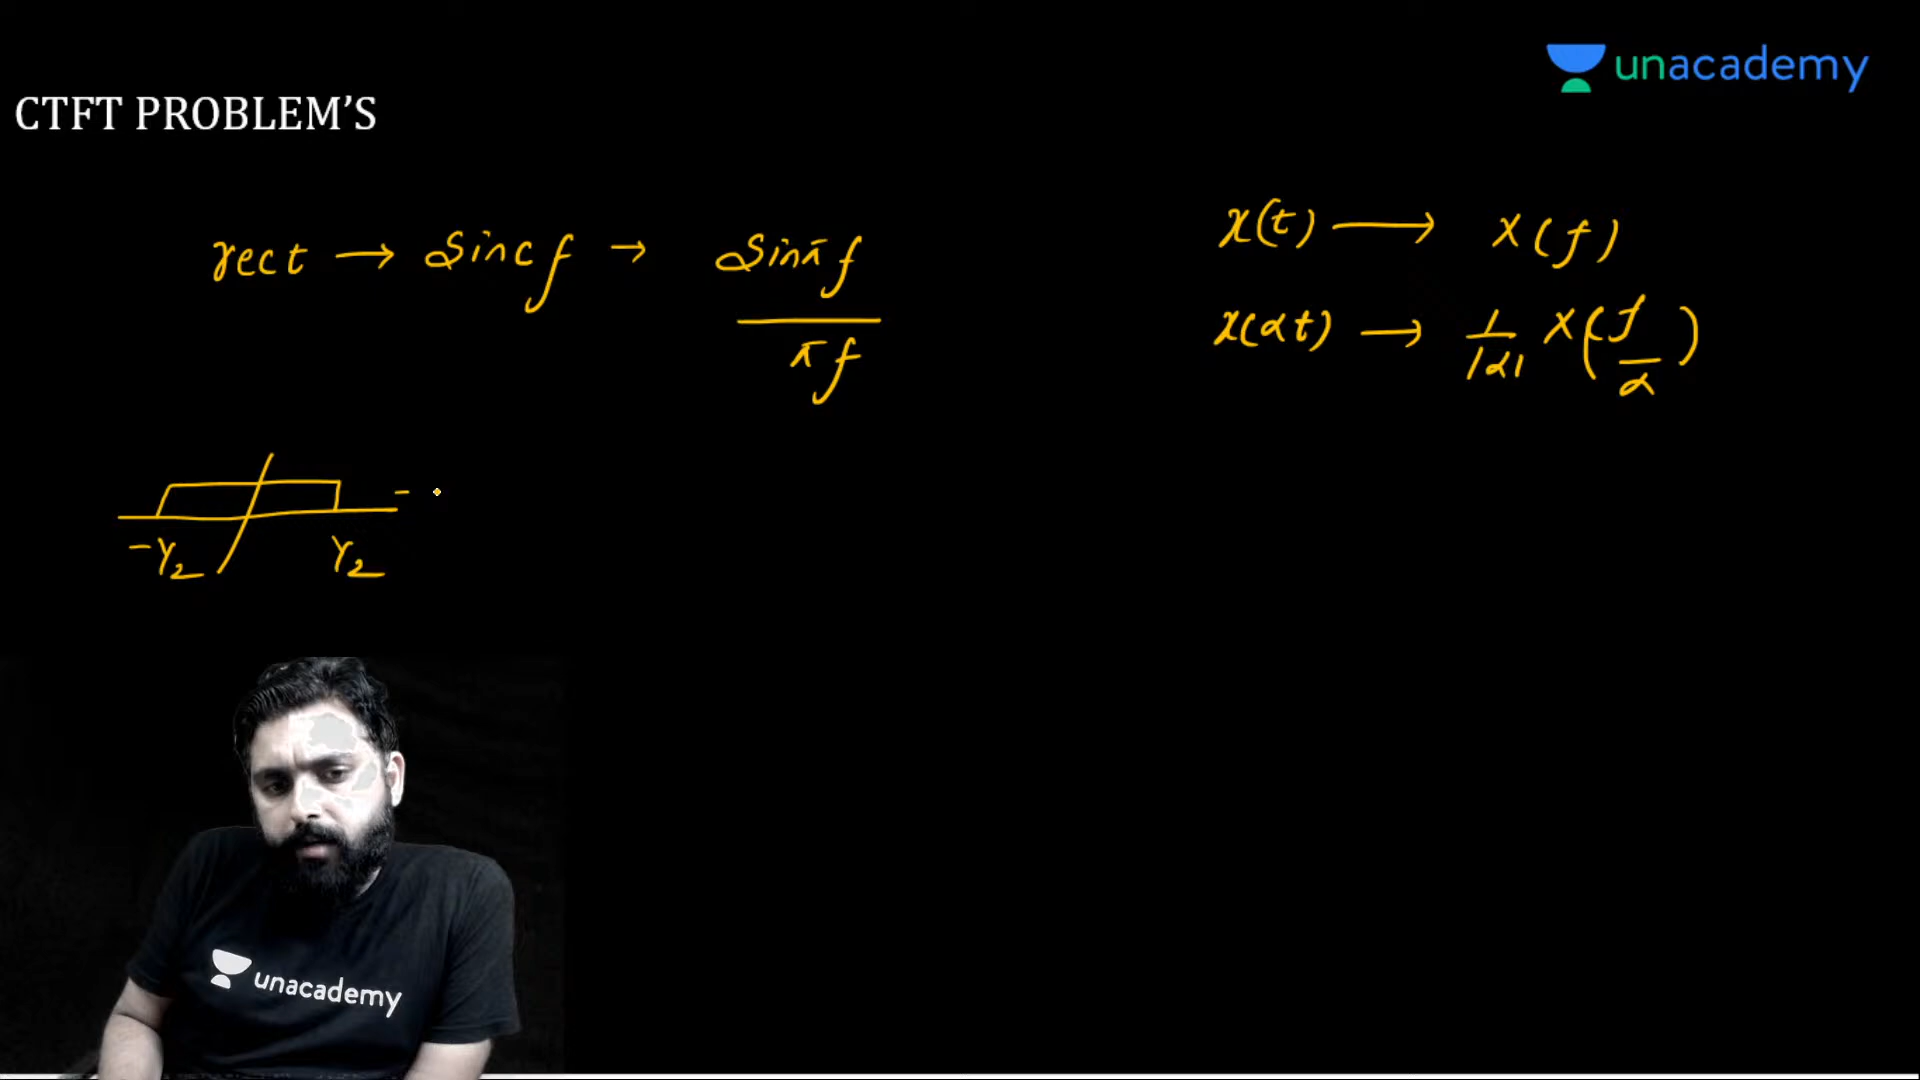 unacademy
CTFT PROBLEM'S
rect → sinc f → sinπf / πf
x(t) → X(f)
x(αt) → 1/|α| X(f/α)
-1/2 1/2
unacademy